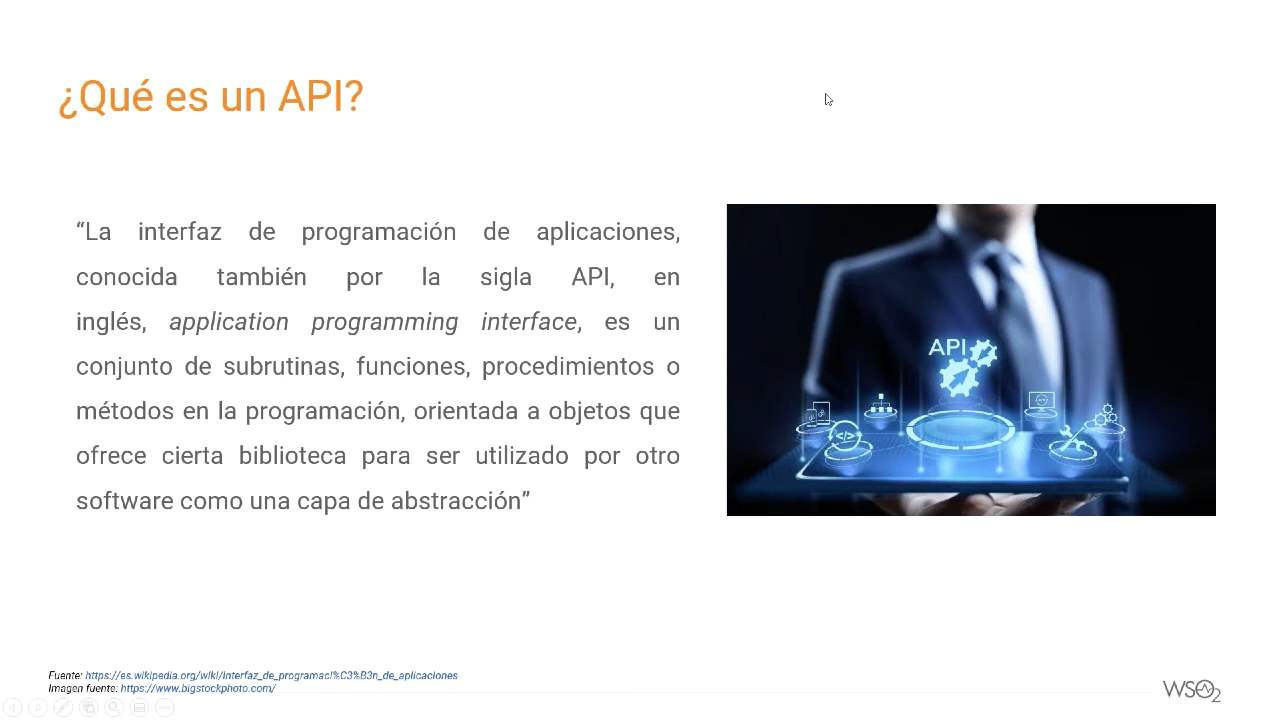 ¿Qué es un API?
“La interfaz de programación de aplicaciones,
conocida también por la sigla API, en
inglés, application programming interface, es un
conjunto de subrutinas, funciones, procedimientos o
métodos en la programación, orientada a objetos que
ofrece cierta biblioteca para ser utilizado por otro
software como una capa de abstracción”
API
Fuente: https://es.wikipedia.org/wiki/Interfaz_de_programaci%C3%B3n_de_aplicaciones
Imagen fuente: https://www.bigstockphoto.com/
WSO2